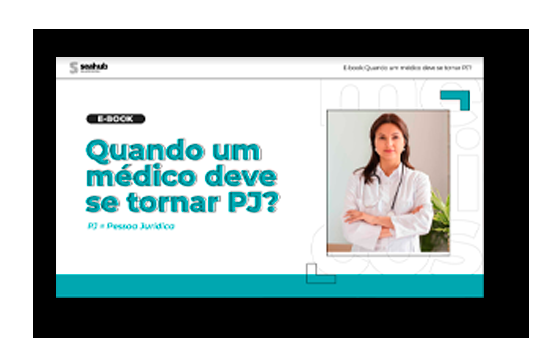 seahub
E-book: Quando um médico deve se tornar PJ?
E-BOOK
Quando um
médico deve
se tornar PJ?
PJ = Pessoa Jurídica